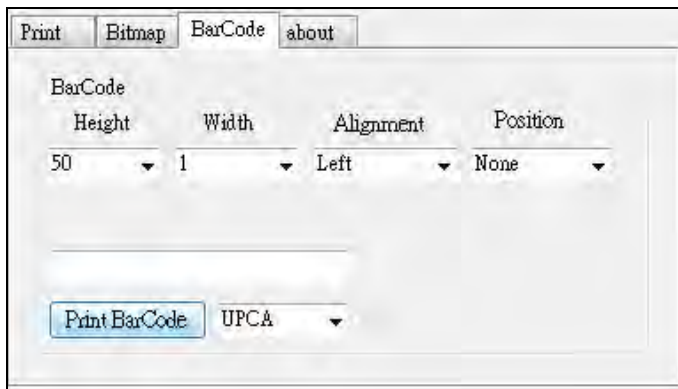 Print Bitmap BarCode about
BarCode
Height Width Alignment Position
50 1 Left None
Print BarCode UPCA